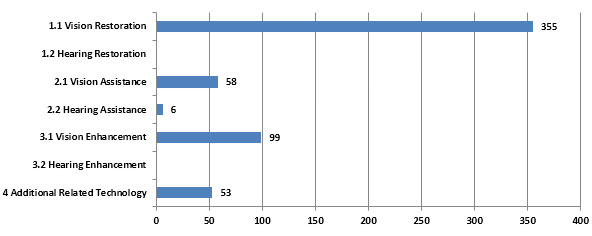 1.1 Vision Restoration 355
1.2 Hearing Restoration
2.1 Vision Assistance 58
2.2 Hearing Assistance 6
3.1 Vision Enhancement 99
3.2 Hearing Enhancement
4 Additional Related Technology 53
0 50 100 150 200 250 300 350 400